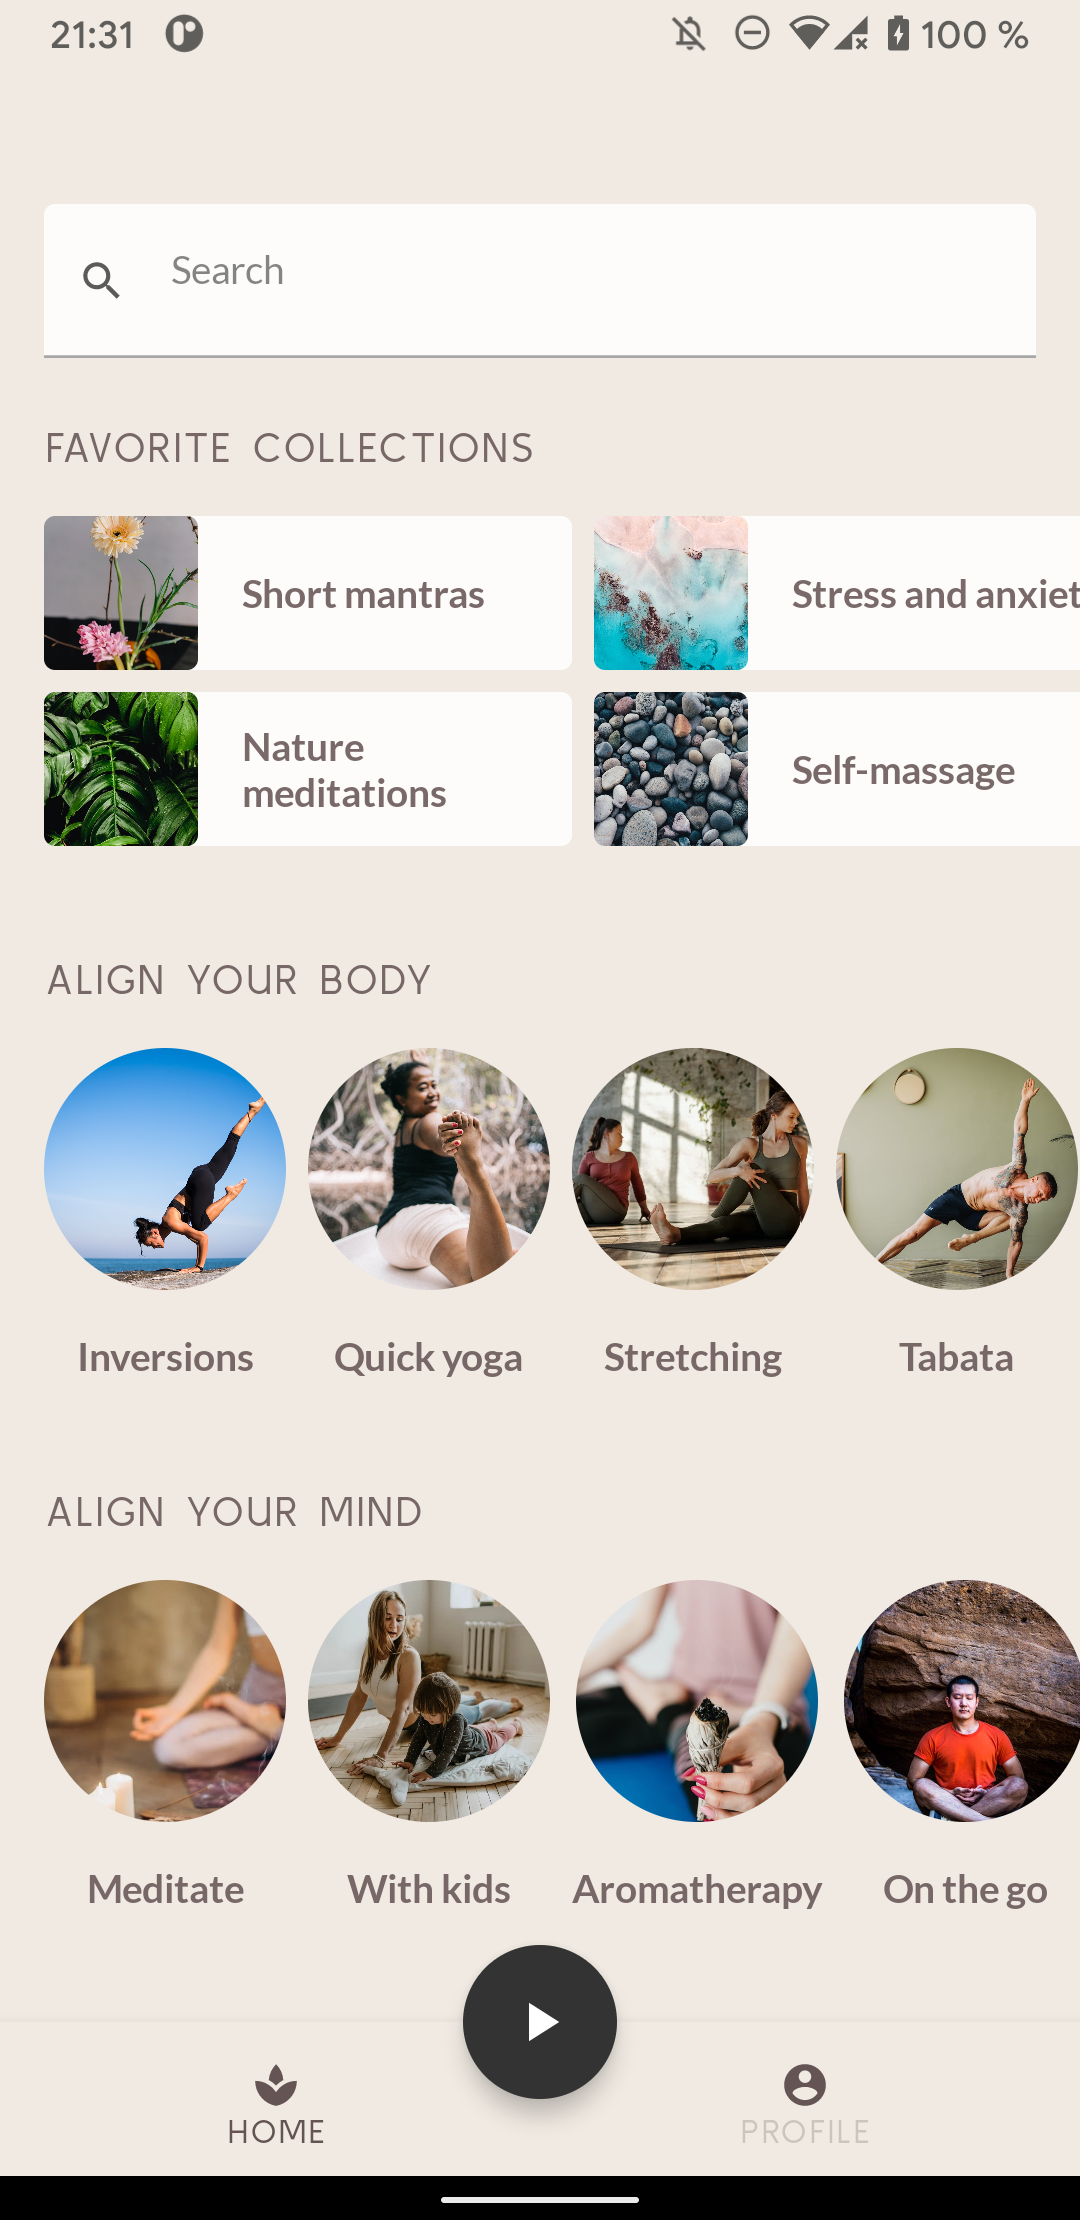 21:31
100 %
Search
FAVORITE COLLECTIONS
Short mantras
Stress and anxiet
Nature
meditations
Self-massage
ALIGN YOUR BODY
Inversions
Quick yoga
Stretching
Tabata
ALIGN YOUR MIND
Meditate
With kids
Aromatherapy
On the go
HOME
PROFILE